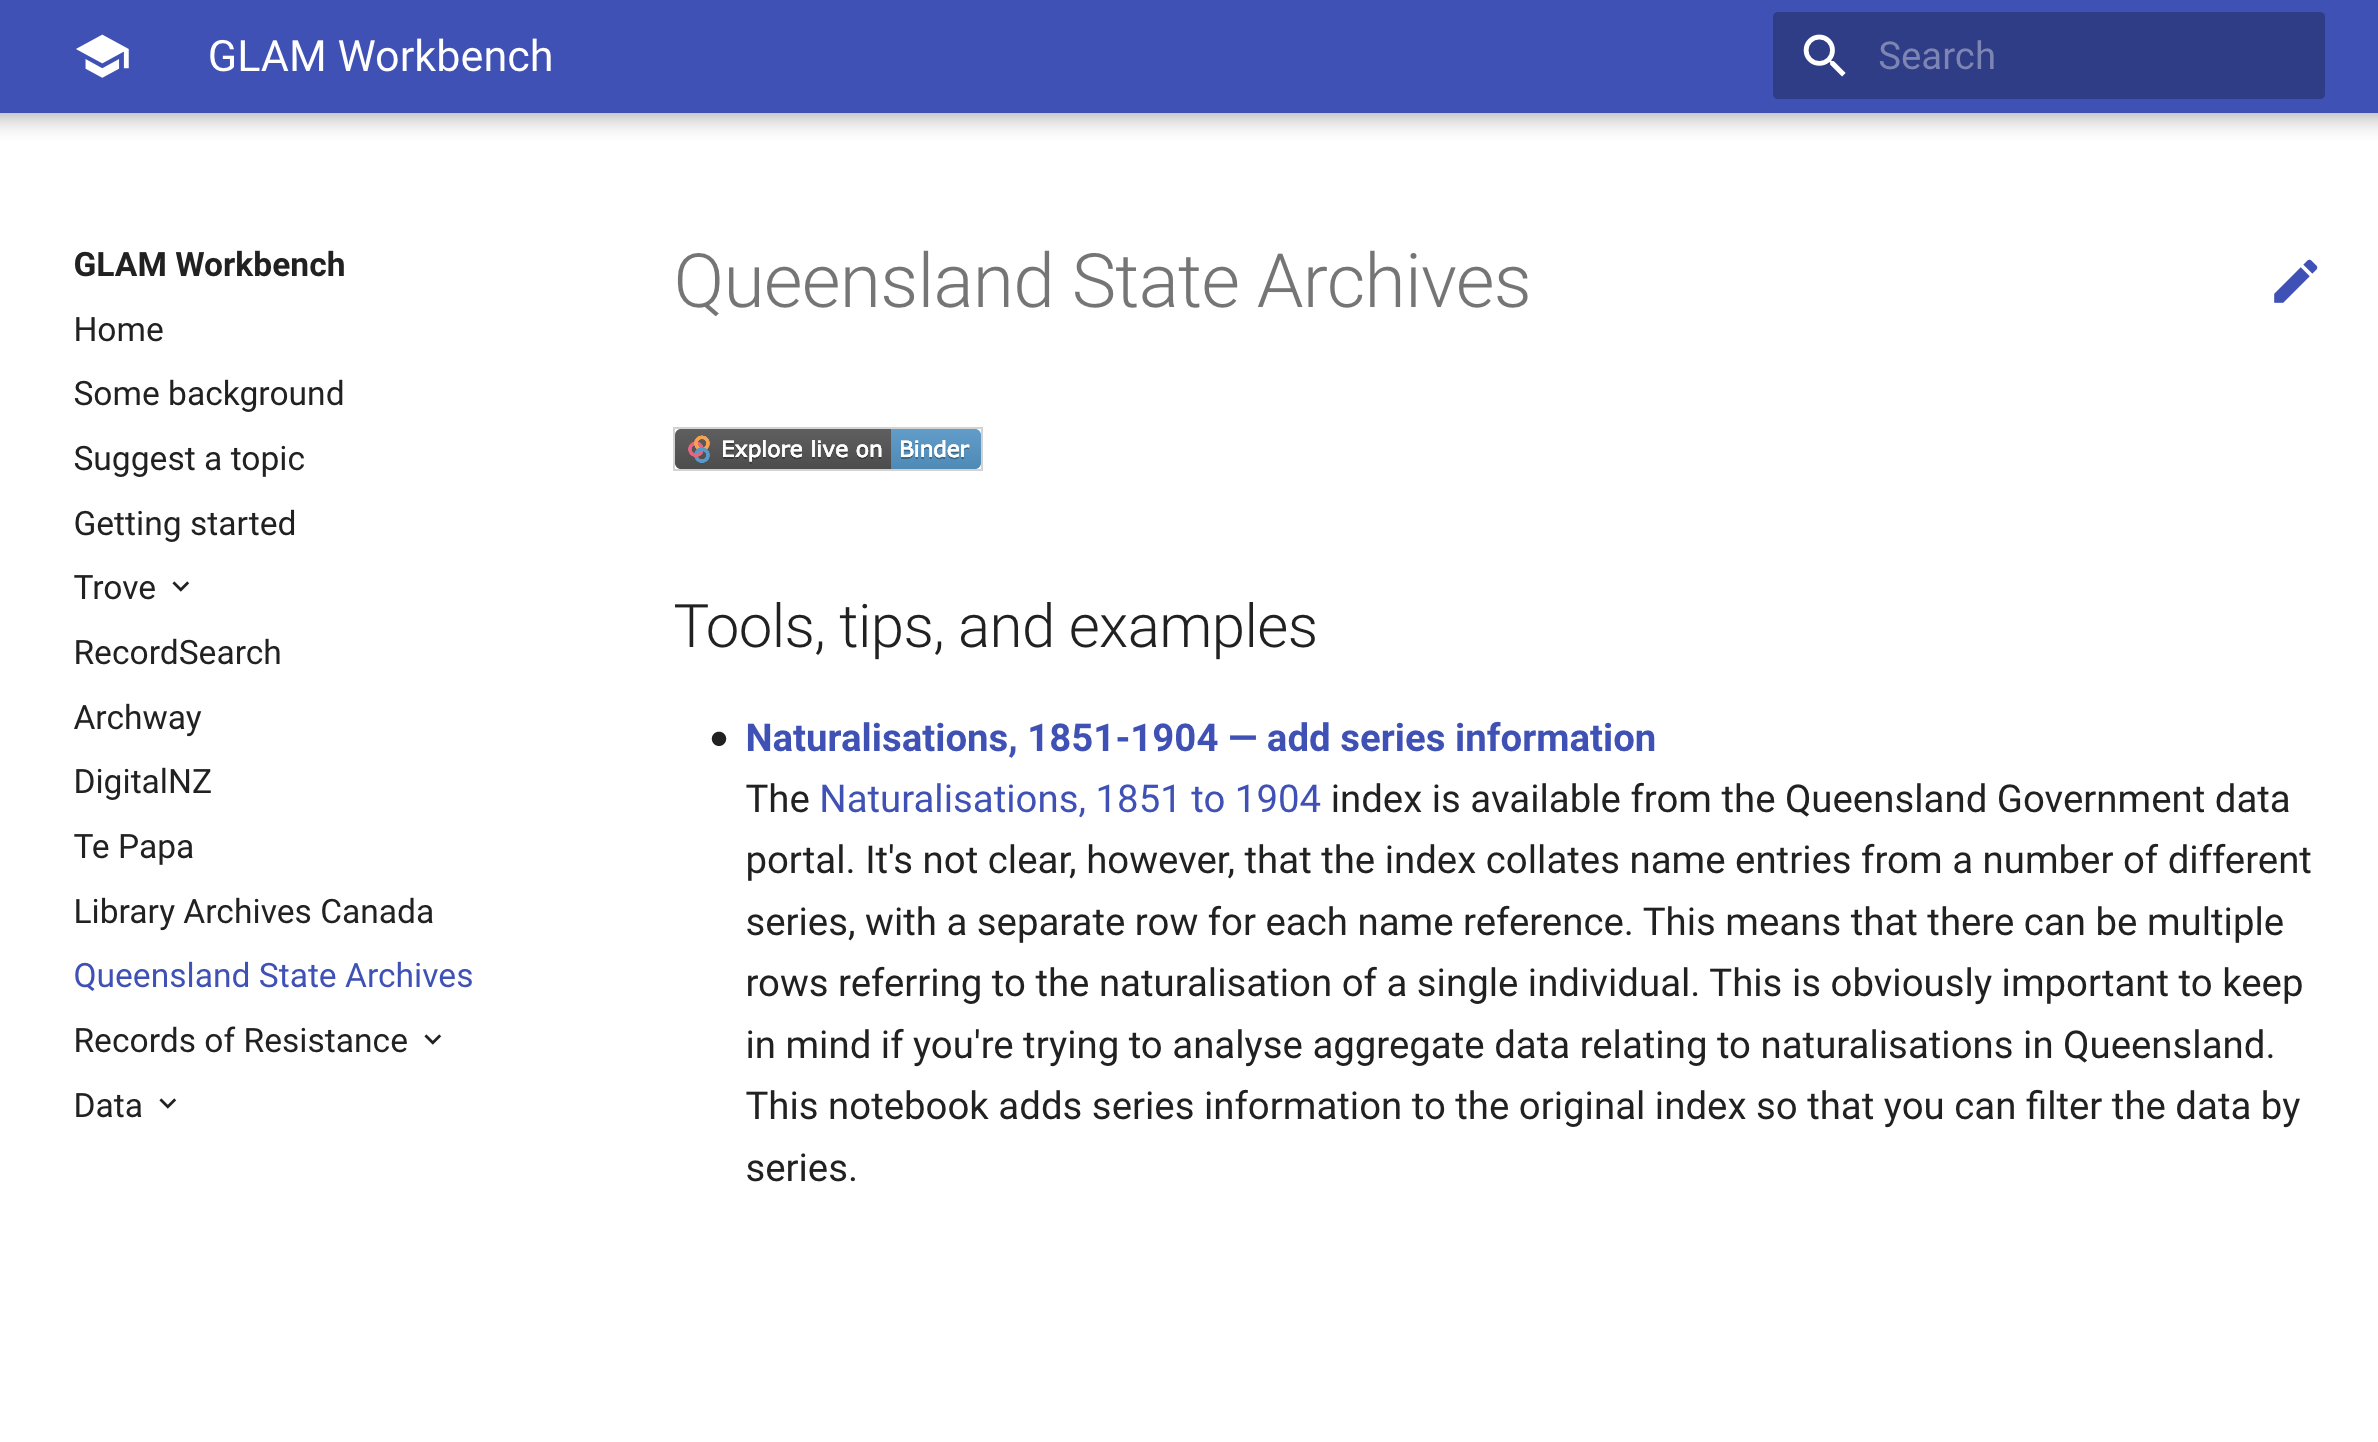 GLAM Workbench
Search
GLAM Workbench
Home
Some background
Suggest a topic
Getting started
Trove
RecordSearch
Archway
DigitalNZ
Te Papa
Library Archives Canada
Queensland State Archives
Records of Resistance
Data
Queensland State Archives
Explore live on Binder
Tools, tips, and examples
Naturalisations, 1851-1904 — add series information
The Naturalisations, 1851 to 1904 index is available from the Queensland Government data
portal. It's not clear, however, that the index collates name entries from a number of different
series, with a separate row for each name reference. This means that there can be multiple
rows referring to the naturalisation of a single individual. This is obviously important to keep
in mind if you're trying to analyse aggregate data relating to naturalisations in Queensland.
This notebook adds series information to the original index so that you can filter the data by
series.